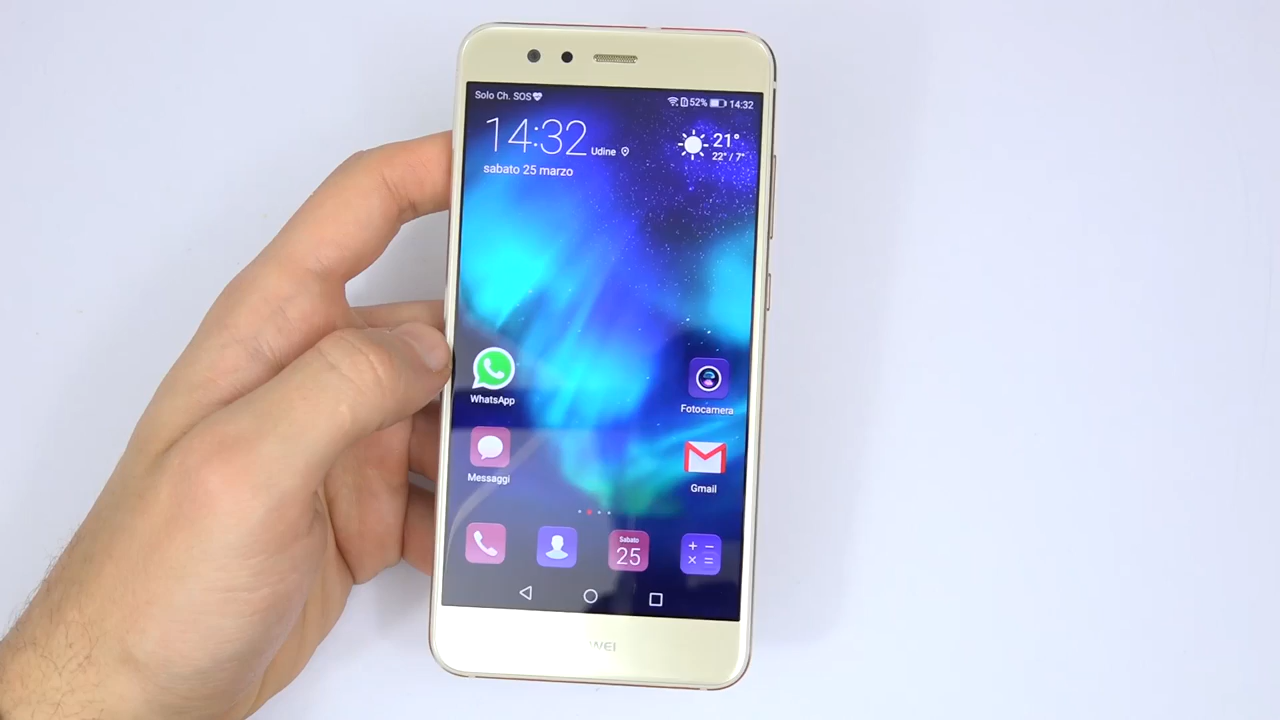 Solo Ch. SOS
52% 14:32
14:32 Udine
21°
22° / 7°
sabato 25 marzo
WhatsApp
Fotocamera
Messaggi
Gmail
Sabato
25
WEI